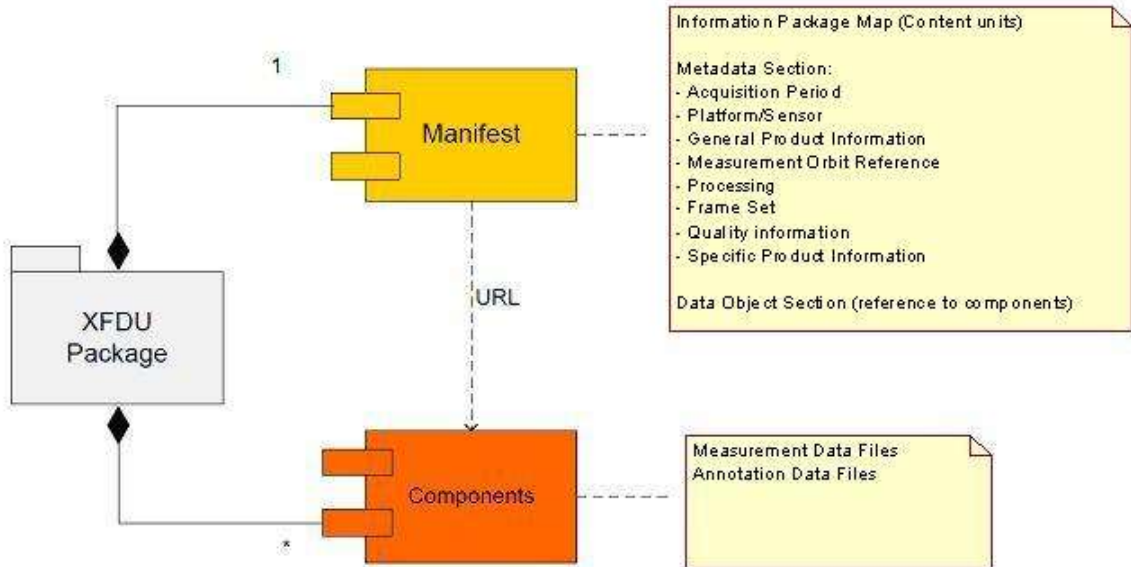 Information Package Map (Content units)
Metadata Section:
- Acquisition Period
- Platform/Sensor
- General Product Information
- Measurement Orbit Reference
- Processing
- Frame Set
- Quality information
- Specific Product Information
Data Object Section (reference to components)
1
Manifest
URL
XFDU
Package
Components
*
Measurement Data Files
Annotation Data Files